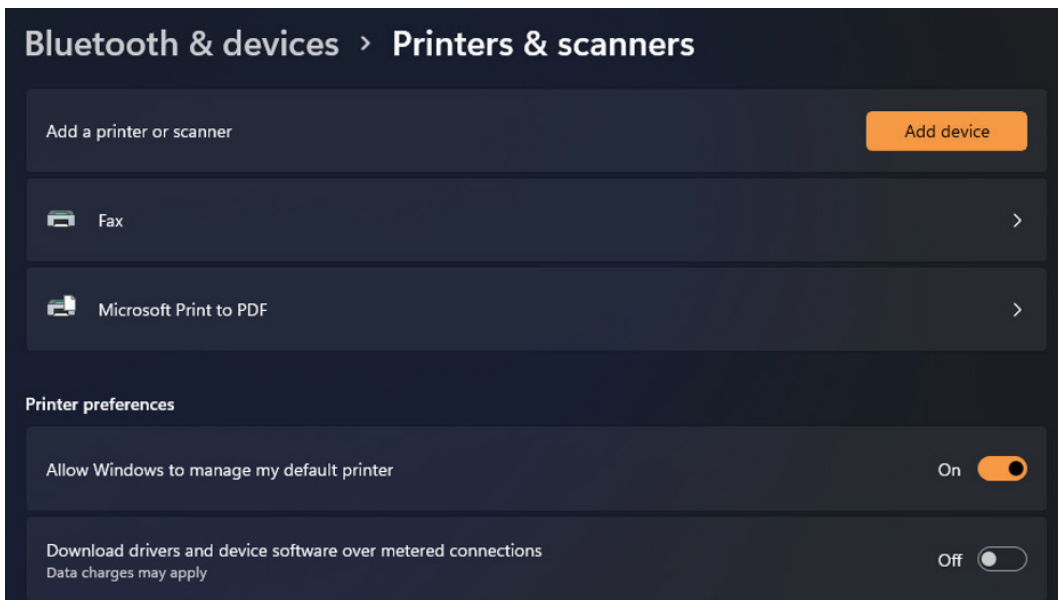 Bluetooth & devices > Printers & scanners
Add a printer or scanner
Add device
Fax
Microsoft Print to PDF
Printer preferences
Allow Windows to manage my default printer
On
Download drivers and device software over metered connections
Data charges may apply
Off